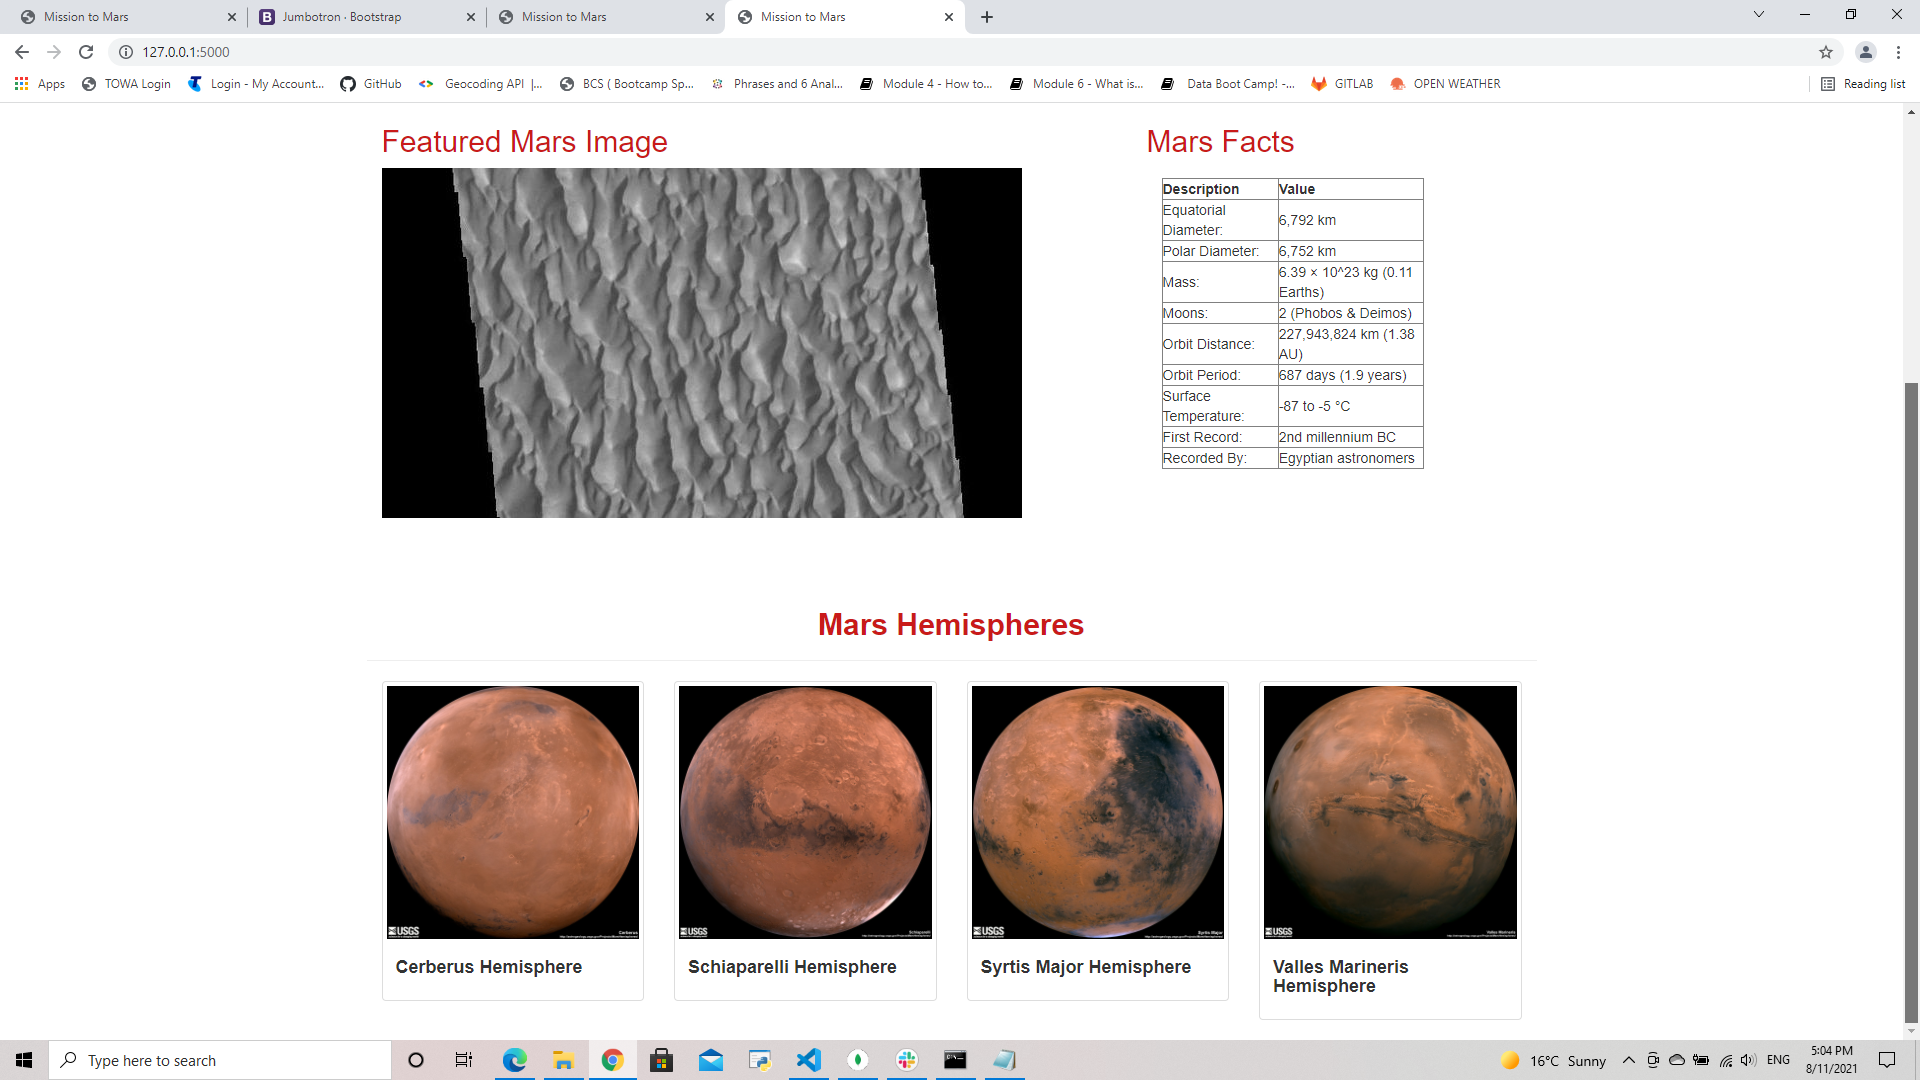 Mission to Mars
Jumbotron · Bootstrap
Mission to Mars
Mission to Mars
127.0.0.1:5000
Apps
TOWA Login
Login - My Account...
GitHub
Geocoding API |...
BCS ( Bootcamp Sp...
Phrases and 6 Anal...
Module 4 - How to...
Module 6 - What is...
Data Boot Camp! -...
GITLAB
OPEN WEATHER
Reading list
Featured Mars Image
Mars Facts
Description Value
Equatorial
Diameter: 6,792 km
Polar Diameter: 6,752 km
Mass: 6.39 × 10^23 kg (0.11
Earths)
Moons: 2 (Phobos & Deimos)
Orbit Distance: 227,943,824 km (1.38
AU)
Orbit Period: 687 days (1.9 years)
Surface
Temperature: -87 to -5 °C
First Record: 2nd millennium BC
Recorded By: Egyptian astronomers
Mars Hemispheres
USGS
Cerberus
USGS
Schiaparelli
USGS
Syrtis Major
USGS
Valles Marineris
Cerberus Hemisphere
Schiaparelli Hemisphere
Syrtis Major Hemisphere
Valles Marineris
Hemisphere
Type here to search
16°C Sunny
ENG
5:04 PM
8/11/2021